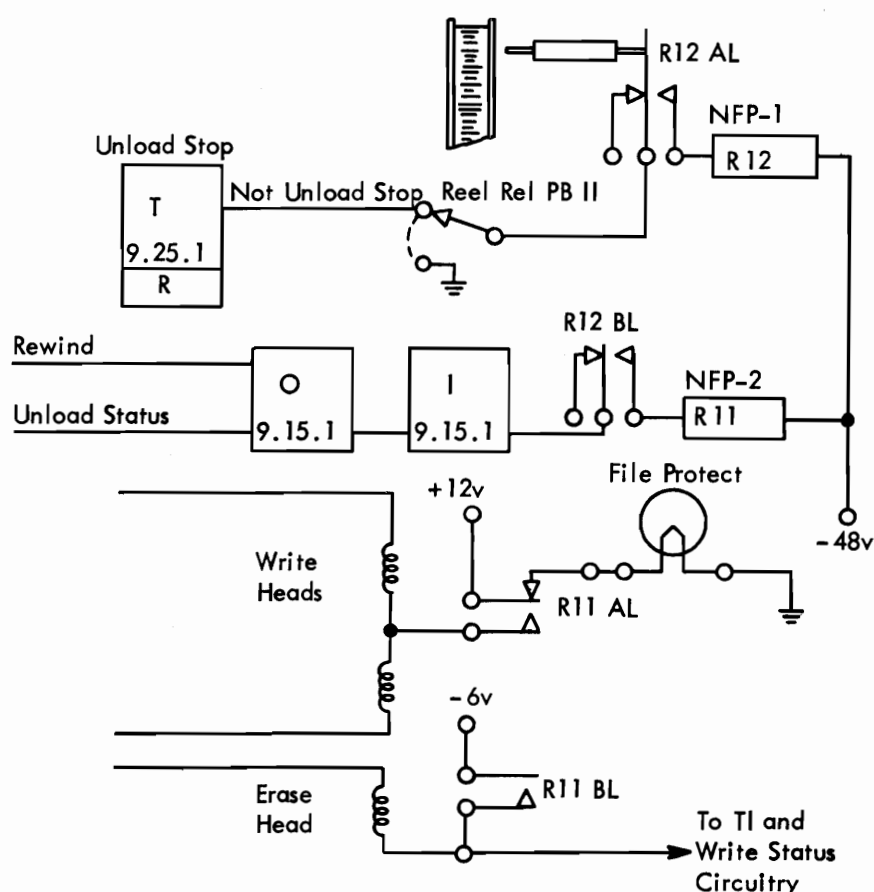 R12 AL
NFP-1
R12
Unload Stop
T
9.25.1
R
Not Unload Stop
Reel Rel PB II
R12 BL
Rewind
O
9.15.1
I
9.15.1
NFP-2
R11
Unload Status
File Protect
+12v
-48v
Write
Heads
R11 AL
-6v
Erase
Head
R11 BL
To TI and
Write Status
Circuitry